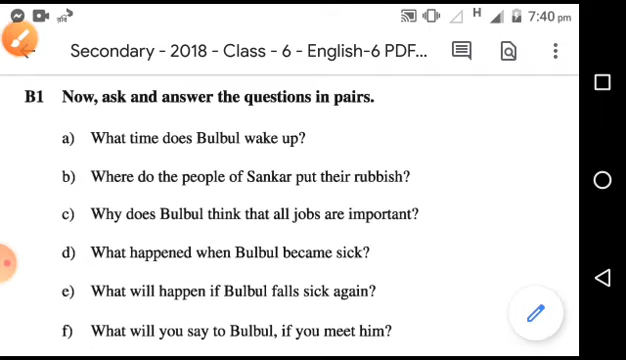 H 7:40 pm
Secondary - 2018 - Class - 6 - English-6 PDF...
B1 Now, ask and answer the questions in pairs.
a) What time does Bulbul wake up?
b) Where do the people of Sankar put their rubbish?
c) Why does Bulbul think that all jobs are important?
d) What happened when Bulbul became sick?
e) What will happen if Bulbul falls sick again?
f) What will you say to Bulbul, if you meet him?